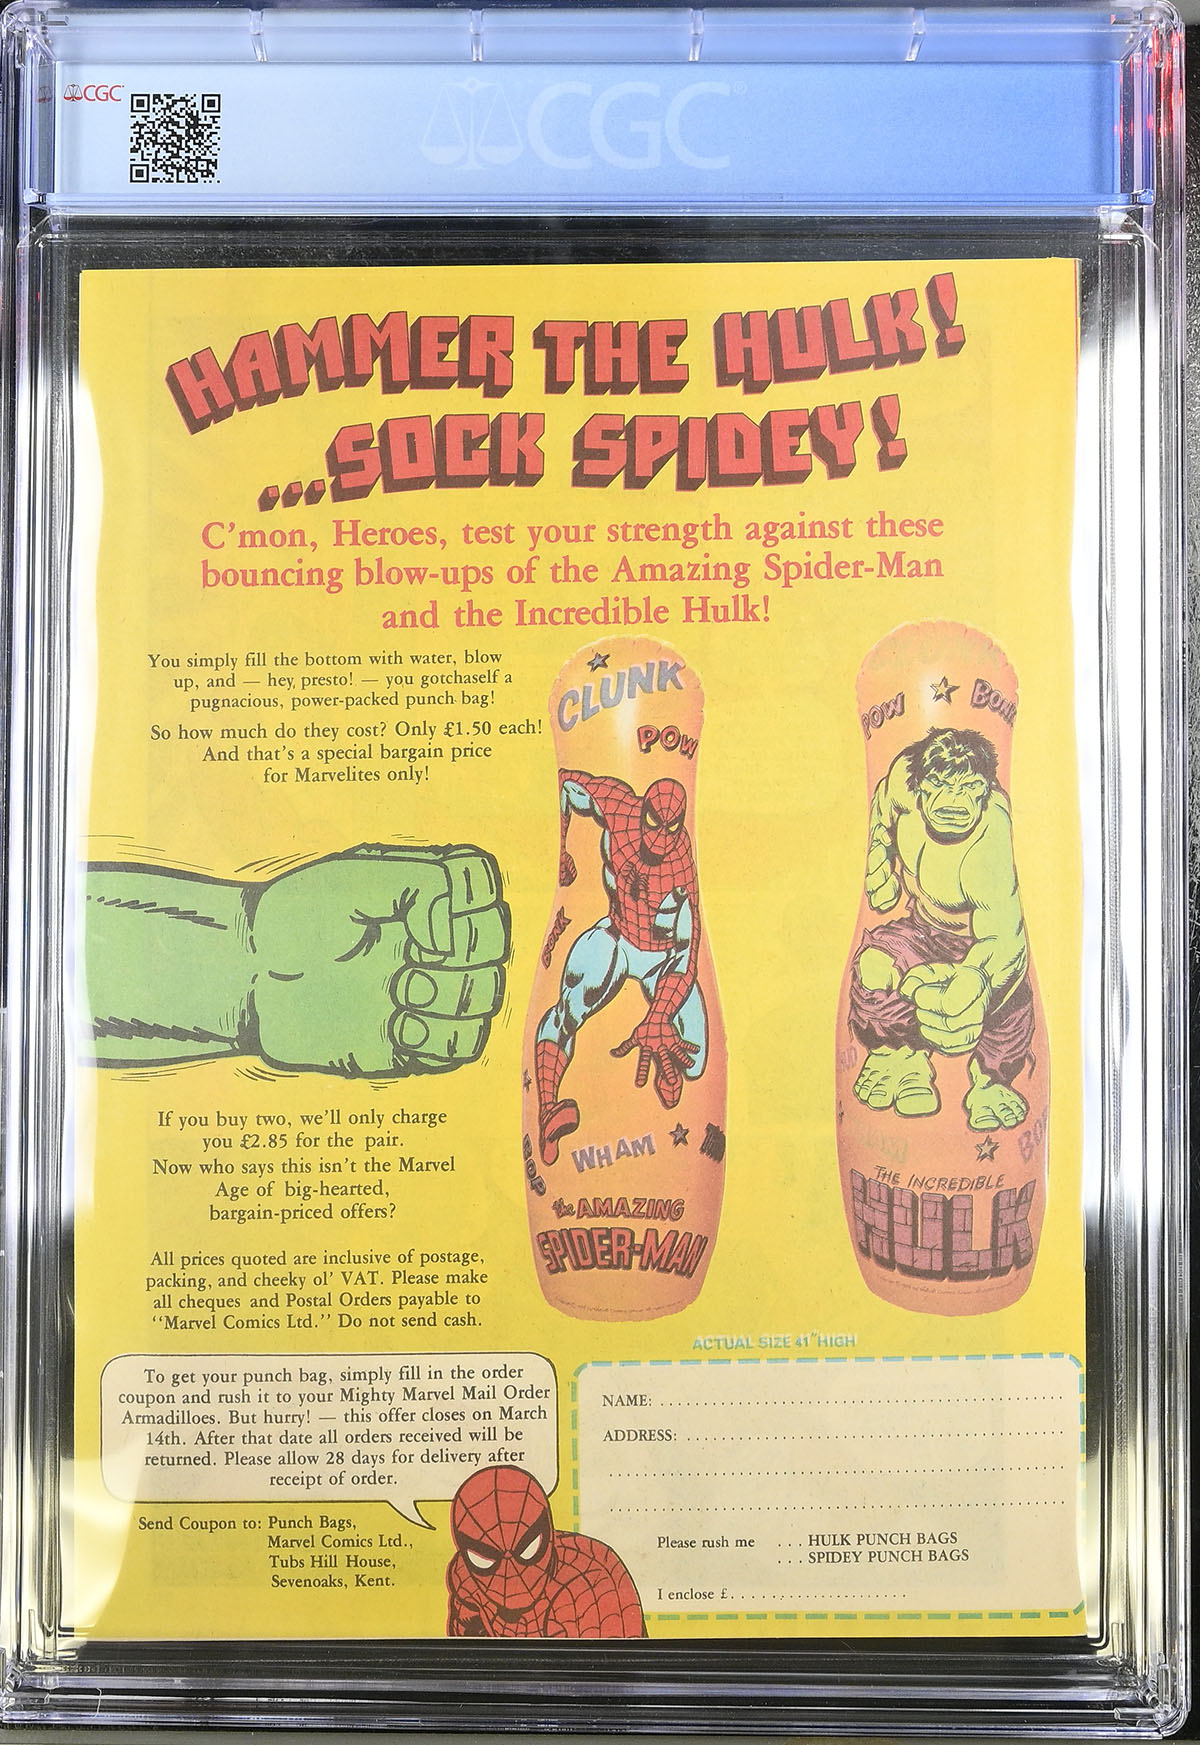 CGC
CGC
HAMMER THE HULK!
...SOCK SPIDEY!
C'mon, Heroes, test your strength against these
bouncing blow-ups of the Amazing Spider-Man
and the Incredible Hulk!
You simply fill the bottom with water, blow
up, and — hey, presto! — you gotchaself a
pugnacious, power-packed punch bag!
So how much do they cost? Only £1.50 each!
And that's a special bargain price
for Marvelites only!
CLUNK
POW
BONK
WHAM
BOP
the AMAZING
SPIDER-MAN
POW
THE INCREDIBLE
HULK
If you buy two, we'll only charge
you £2.85 for the pair.
Now who says this isn't the Marvel
Age of big-hearted,
bargain-priced offers?
All prices quoted are inclusive of postage,
packing, and cheeky ol' VAT. Please make
all cheques and Postal Orders payable to
"Marvel Comics Ltd." Do not send cash.
ACTUAL SIZE 41" HIGH
To get your punch bag, simply fill in the order
coupon and rush it to your Mighty Marvel Mail Order
Armadilloes. But hurry! — this offer closes on March
14th. After that date all orders received will be
returned. Please allow 28 days for delivery after
receipt of order.
Send Coupon to: Punch Bags,
Marvel Comics Ltd.,
Tubs Hill House,
Sevenoaks, Kent.
NAME:
ADDRESS:
Please rush me ... HULK PUNCH BAGS
... SPIDEY PUNCH BAGS
I enclose £